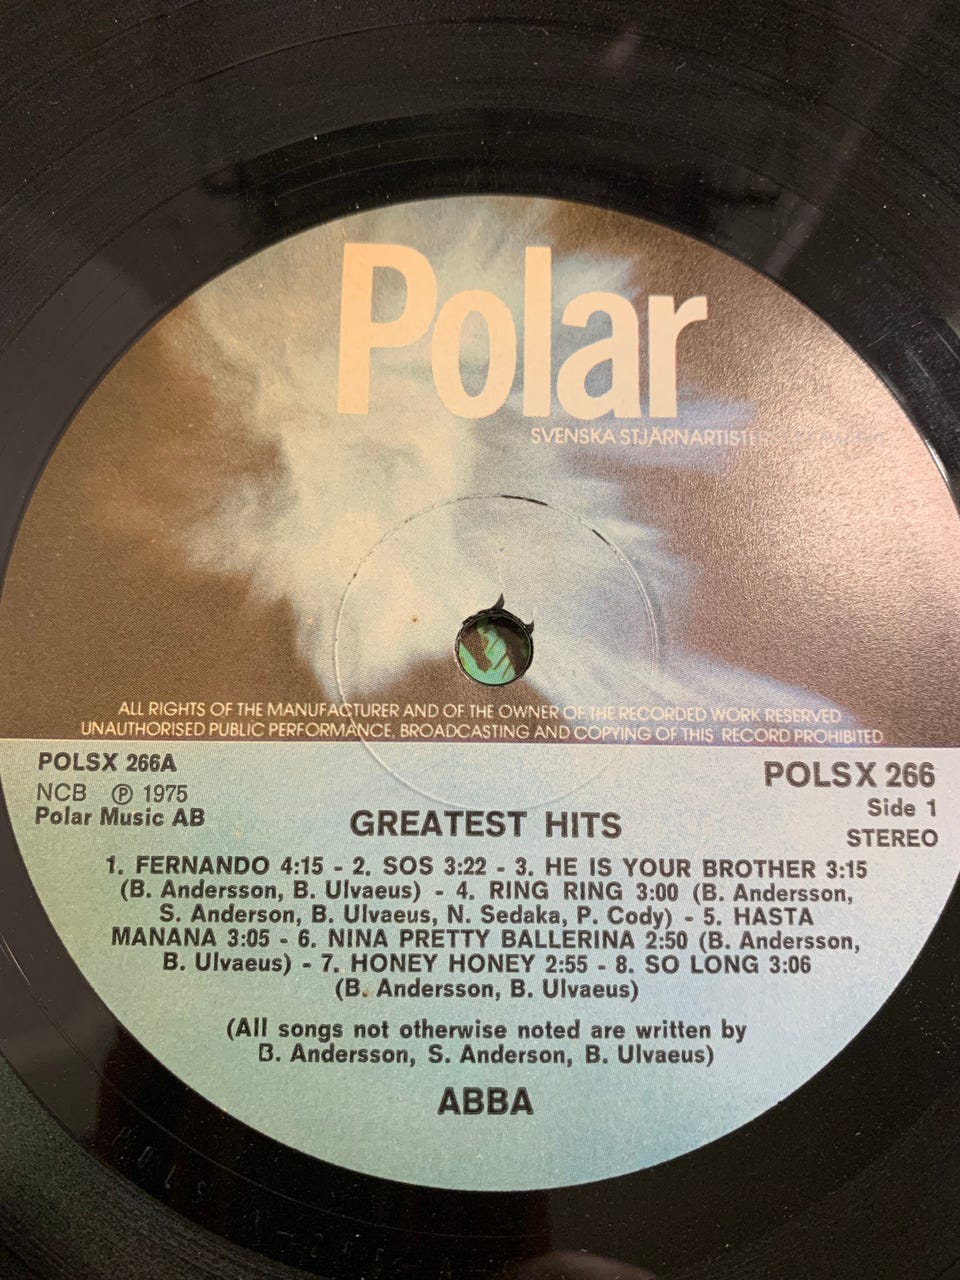 Polar
SVENSKA STJÄRNARTISTER
ALL RIGHTS OF THE MANUFACTURER AND OF THE OWNER OF THE RECORDED WORK RESERVED
UNAUTHORISED PUBLIC PERFORMANCE, BROADCASTING AND COPYING OF THIS RECORD PROHIBITED
POLSX 266A
NCB Ⓟ 1975
Polar Music AB
POLSX 266
Side 1
STEREO
GREATEST HITS
1. FERNANDO 4:15 - 2. SOS 3:22 - 3. HE IS YOUR BROTHER 3:15
(B. Andersson, B. Ulvaeus) - 4. RING RING 3:00 (B. Andersson,
S. Anderson, B. Ulvaeus, N. Sedaka, P. Cody) - 5. HASTA
MANANA 3:05 - 6. NINA PRETTY BALLERINA 2:50 (B. Andersson,
B. Ulvaeus) - 7. HONEY HONEY 2:55 - 8. SO LONG 3:06
(B. Andersson, B. Ulvaeus)
(All songs not otherwise noted are written by
B. Andersson, S. Anderson, B. Ulvaeus)
ABBA